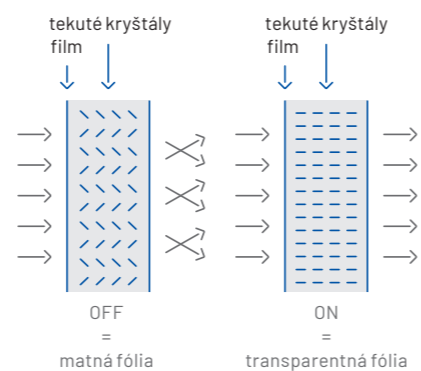 tekuté kryštály
film
OFF
=
matná fólia
tekuté kryštály
film
ON
=
transparentná fólia